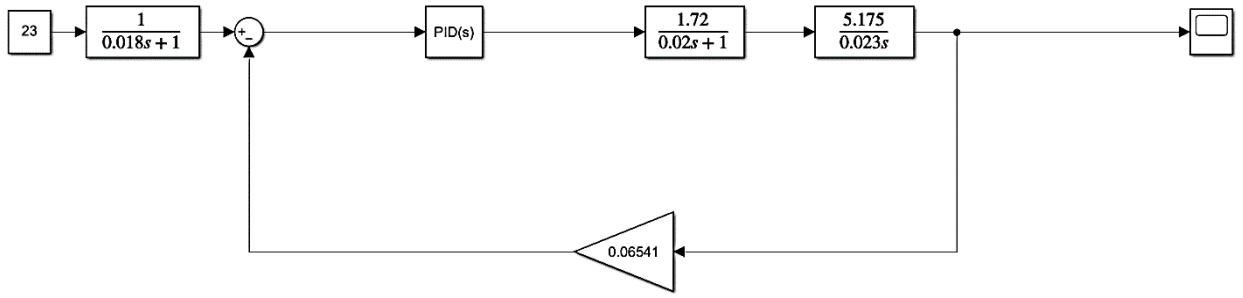 23
1
0.018s + 1
+
−
PID(s)
1.72
0.02s + 1
5.175
0.023s
0.06541